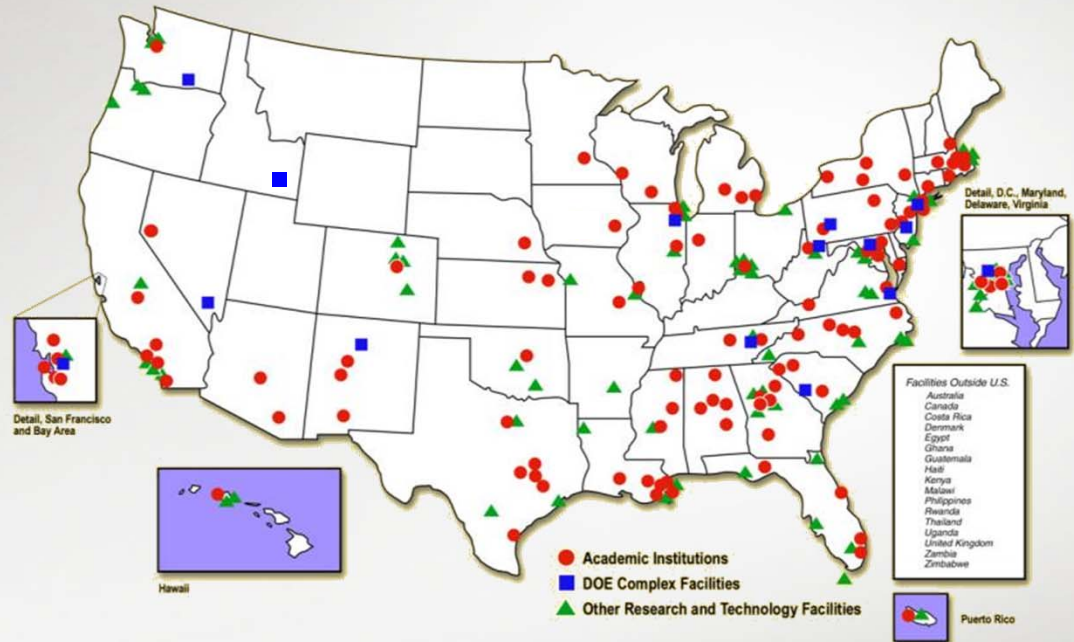 Detail, D.C., Maryland,
Delaware, Virginia
Detail, San Francisco
and Bay Area
Facilities Outside U.S.
Australia
Canada
Costa Rica
Denmark
Egypt
Ghana
Guatemala
Haiti
Kenya
Malawi
Philippines
Rwanda
Thailand
Uganda
United Kingdom
Zambia
Zimbabwe
Hawaii
Academic Institutions
DOE Complex Facilities
Other Research and Technology Facilities
Puerto Rico